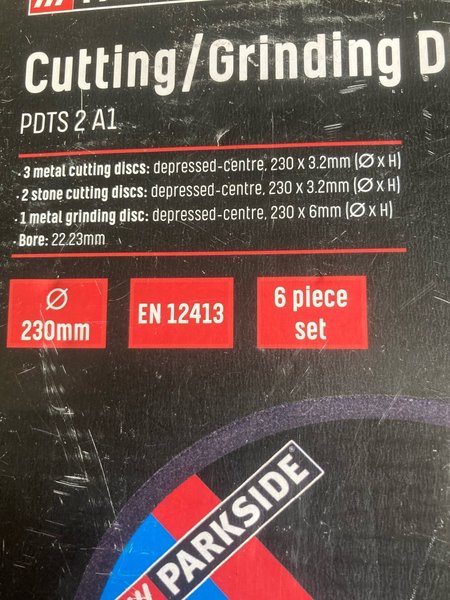 Cutting/Grinding D
PDTS 2 A1
· 3 metal cutting discs: depressed-centre, 230 x 3.2mm (Ø x H)
· 2 stone cutting discs: depressed-centre, 230 x 3.2mm (Ø x H)
· 1 metal grinding disc: depressed-centre, 230 x 6mm (Ø x H)
· Bore: 22.23mm
Ø
230mm
EN 12413
6 piece
set
PARKSIDE®